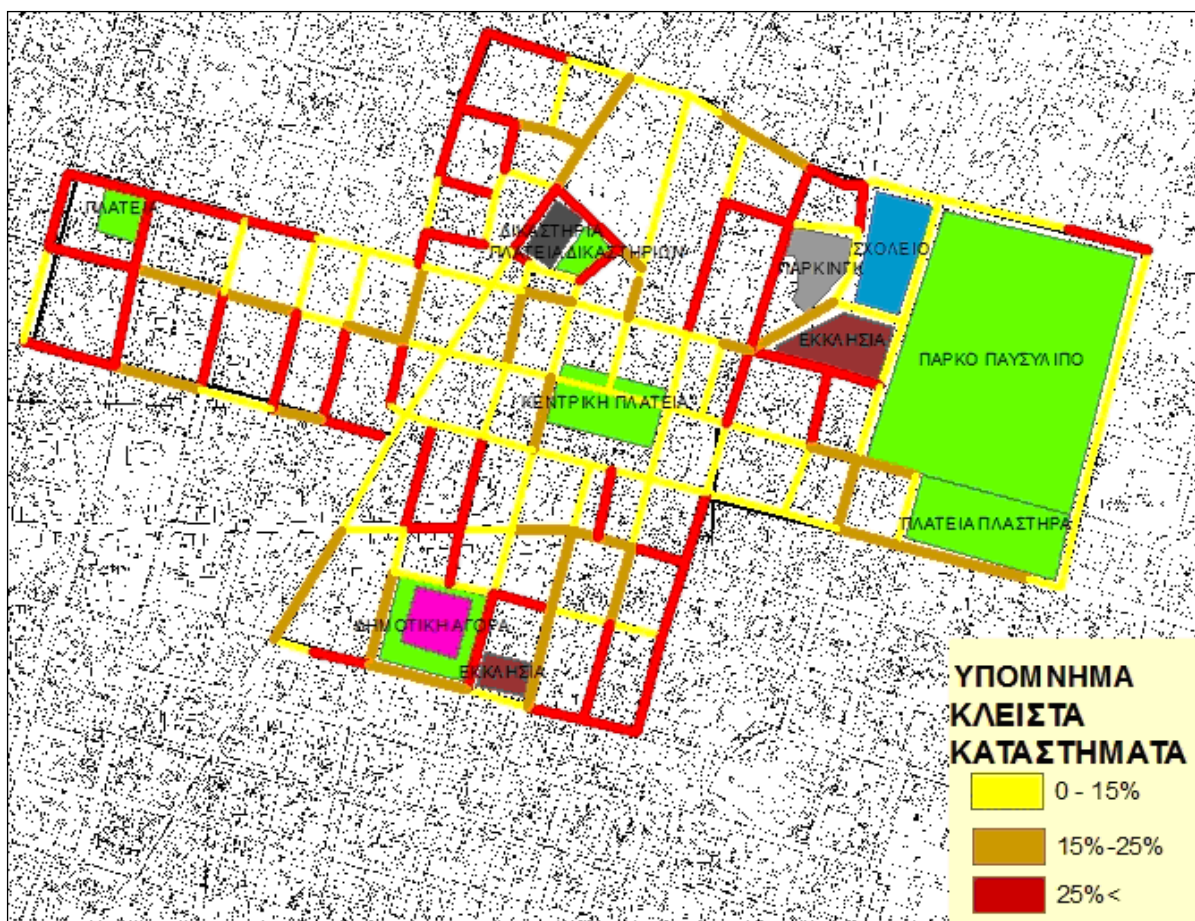 ΠΛΑΤΕΙΑ
ΔΙΚΑΣΤΗΡΙΑ
ΠΛΑΤΕΙΑ ΔΙΚΑΣΤΗΡΙΩΝ
ΣΧΟΛΕΙΟ
ΠΑΡΚΙΝΓΚ
ΕΚΚΛΗΣΙΑ
ΠΑΡΚΟ ΠΑΥΣΥΛΙΠΟ
ΚΕΝΤΡΙΚΗ ΠΛΑΤΕΙΑ
ΠΛΑΤΕΙΑ ΠΛΑΣΤΗΡΑ
ΔΗΜΟΤΙΚΗ ΑΓΟΡΑ
ΕΚΚΛΗΣΙΑ
ΥΠΟΜΝΗΜΑ
ΚΛΕΙΣΤΑ
ΚΑΤΑΣΤΗΜΑΤΑ
0 - 15%
15%-25%
25%<